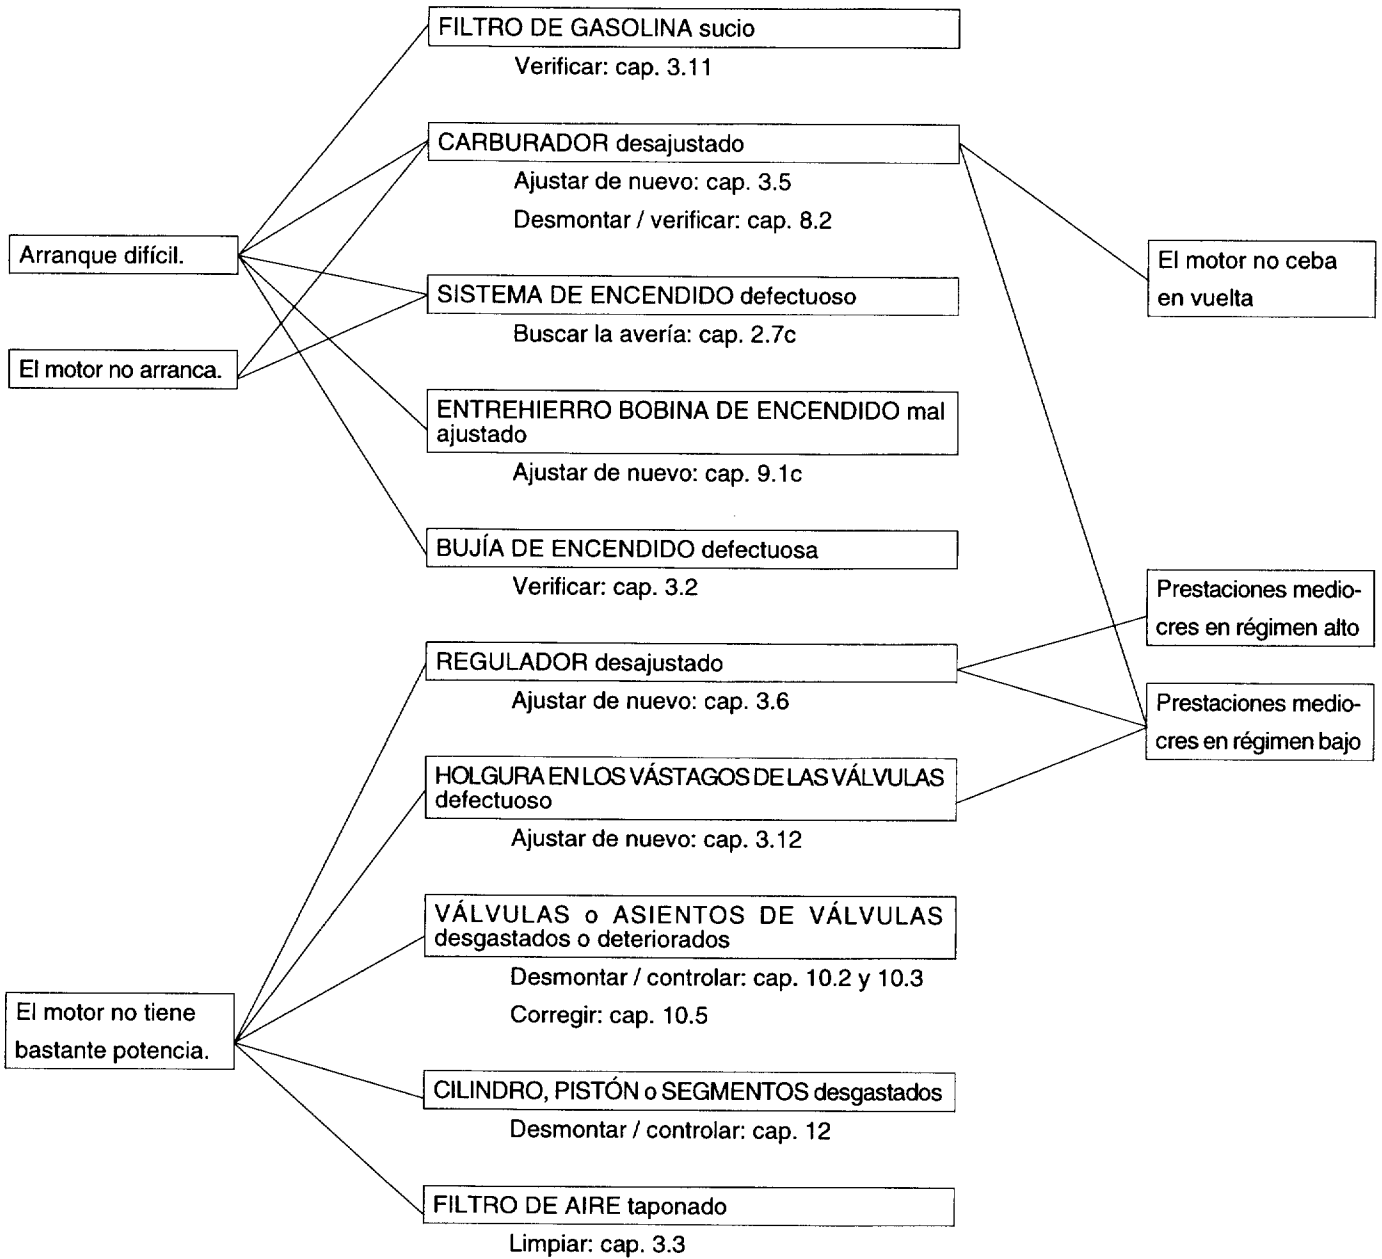 FILTRO DE GASOLINA sucio
Verificar: cap. 3.11
CARBURADOR desajustado
Ajustar de nuevo: cap. 3.5
Desmontar / verificar: cap. 8.2
Arranque difícil.
El motor no ceba
en vuelta
SISTEMA DE ENCENDIDO defectuoso
Buscar la avería: cap. 2.7c
El motor no arranca.
ENTREHIERRO BOBINA DE ENCENDIDO mal
ajustado
Ajustar de nuevo: cap. 9.1c
BUJÍA DE ENCENDIDO defectuosa
Verificar: cap. 3.2
Prestaciones medio-
cres en régimen alto
REGULADOR desajustado
Ajustar de nuevo: cap. 3.6
Prestaciones medio-
cres en régimen bajo
HOLGURA EN LOS VÁSTAGOS DE LAS VÁLVULAS
defectuoso
Ajustar de nuevo: cap. 3.12
VÁLVULAS o ASIENTOS DE VÁLVULAS
desgastados o deteriorados
Desmontar / controlar: cap. 10.2 y 10.3
Corregir: cap. 10.5
El motor no tiene
bastante potencia.
CILINDRO, PISTÓN o SEGMENTOS desgastados
Desmontar / controlar: cap. 12
FILTRO DE AIRE taponado
Limpiar: cap. 3.3